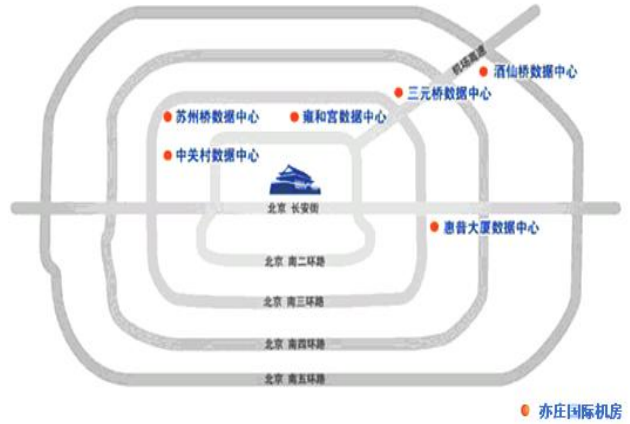 机场高速
酒仙桥数据中心
三元桥数据中心
苏州桥数据中心
雍和宫数据中心
中关村数据中心
北京 长安街
惠普大厦数据中心
北京 南二环路
北京 南三环路
北京 南四环路
北京 南五环路
亦庄国际机房